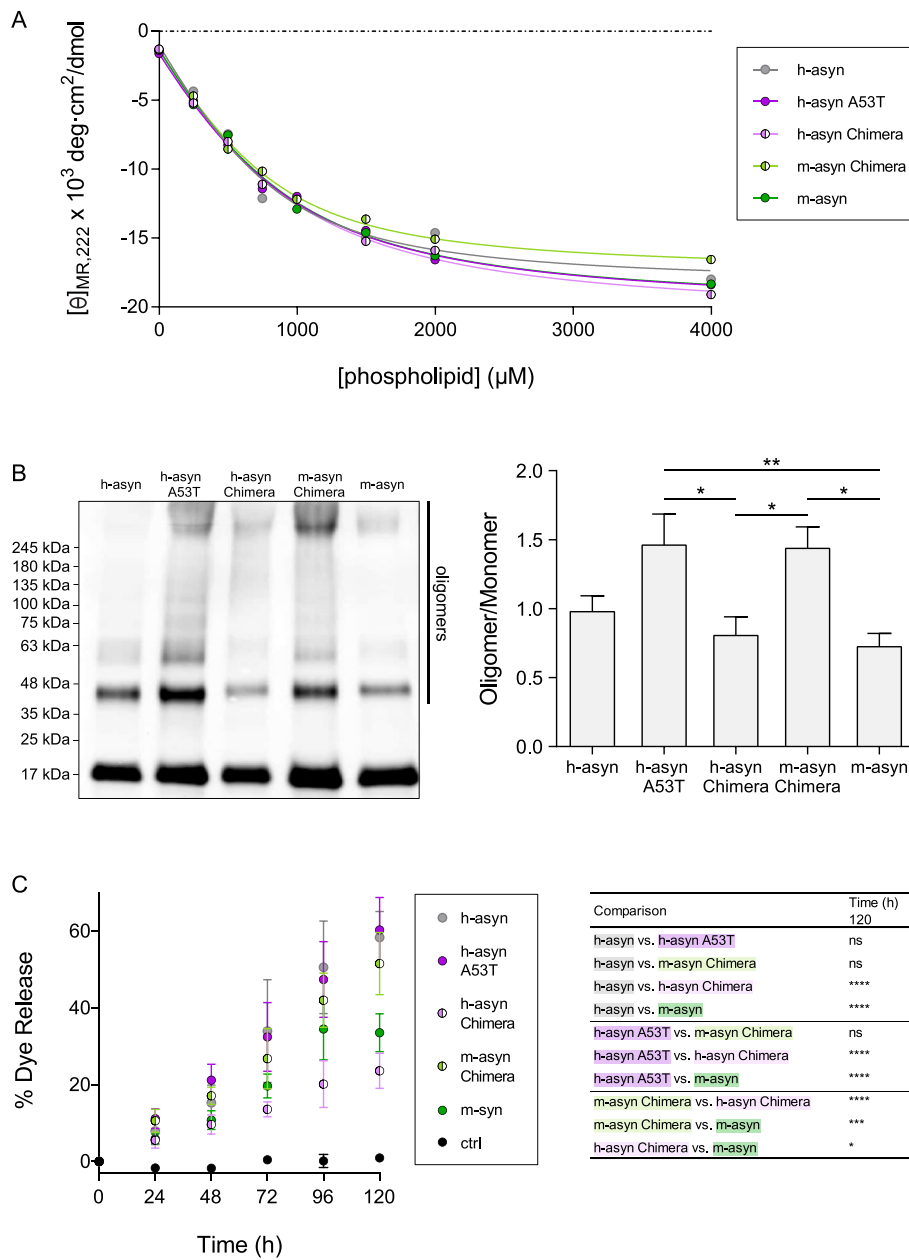 A
[θ]MR,222 x 10³ deg·cm²/dmol
0
-5
-10
-15
-20
0
1000
2000
3000
4000
[phospholipid] (µM)
h-asyn
h-asyn A53T
h-asyn Chimera
m-asyn Chimera
m-asyn
B
h-asyn
h-asyn
A53T
h-asyn
Chimera
m-asyn
Chimera
m-asyn
245 kDa
180 kDa
135 kDa
100 kDa
75 kDa
63 kDa
48 kDa
35 kDa
25 kDa
17 kDa
oligomers
Oligomer/Monomer
2.0
1.5
1.0
0.5
0.0
**
*
*
*
h-asyn
h-asyn
A53T
h-asyn
Chimera
m-asyn
Chimera
m-asyn
C
% Dye Release
60
40
20
0
0
24
48
72
96
120
Time (h)
h-asyn
h-asyn
A53T
h-asyn
Chimera
m-asyn
Chimera
m-syn
ctrl
Comparison Time (h)
120
h-asyn vs. h-asyn A53T ns
h-asyn vs. m-asyn Chimera ns
h-asyn vs. h-asyn Chimera ****
h-asyn vs. m-asyn ****
h-asyn A53T vs. m-asyn Chimera ns
h-asyn A53T vs. h-asyn Chimera ****
h-asyn A53T vs. m-asyn ****
m-asyn Chimera vs. h-asyn Chimera ****
m-asyn Chimera vs. m-asyn ***
h-asyn Chimera vs. m-asyn *